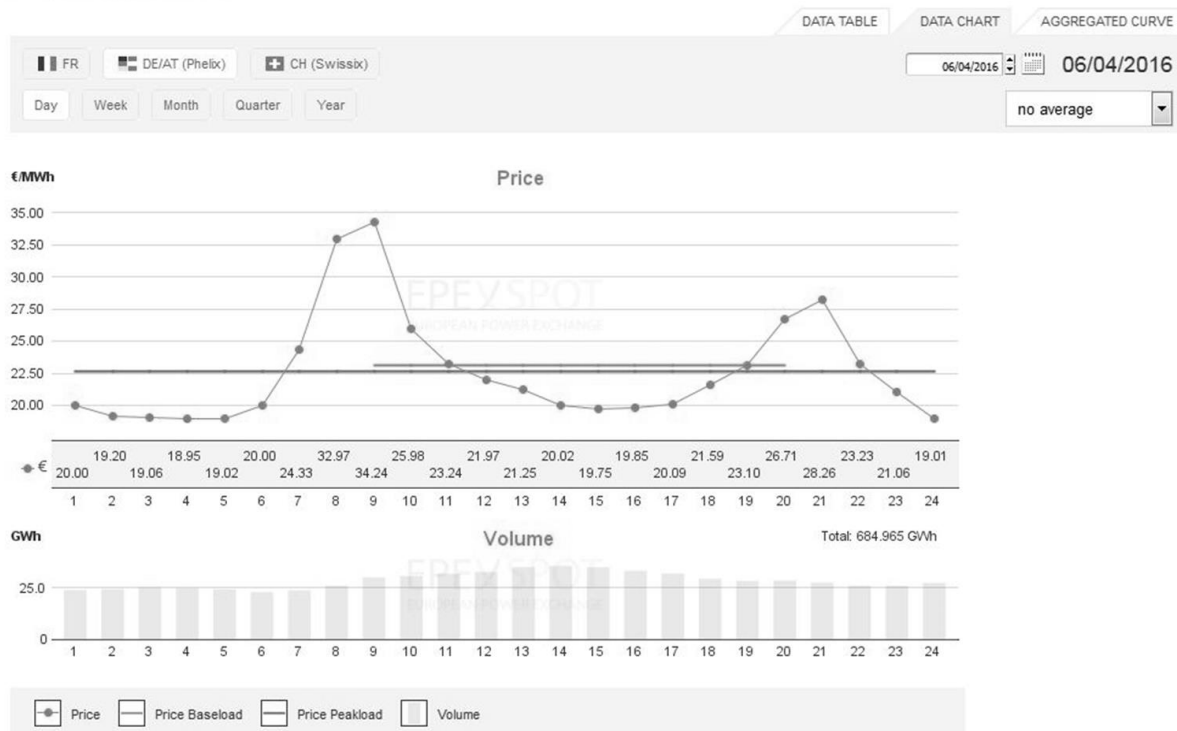 DATA TABLE DATA CHART AGGREGATED CURVE
FR DE/AT (Phelix) CH (Swissix) 06/04/2016 06/04/2016
Day Week Month Quarter Year no average
€/MWh Price
35.00
32.50
30.00
EPEXSPOT
27.50
EUROPEAN POWER EXCHANGE
25.00
22.50
20.00
19.20 18.95 20.00 32.97 25.98 21.97 20.02 19.85 21.59 26.71 23.23 19.01
€
20.00 19.06 19.02 24.33 34.24 23.24 21.25 19.75 20.09 23.10 28.26 21.06
1 2 3 4 5 6 7 8 9 10 11 12 13 14 15 16 17 18 19 20 21 22 23 24
GWh Volume Total: 684.965 GWh
EPEXSPOT
25.0
EUROPEAN POWER EXCHANGE
0
1 2 3 4 5 6 7 8 9 10 11 12 13 14 15 16 17 18 19 20 21 22 23 24
Price Price Baseload Price Peakload Volume